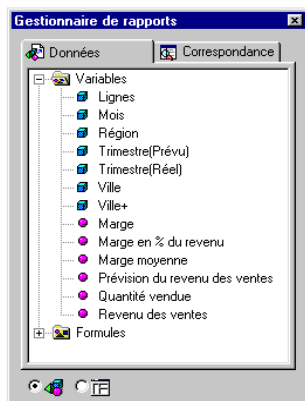 Gestionnaire de rapports
Données Correspondance
Variables
Lignes
Mois
Région
Trimestre(Prévu)
Trimestre(Réel)
Ville
Ville+
Marge
Marge en % du revenu
Marge moyenne
Prévision du revenu des ventes
Quantité vendue
Revenu des ventes
Formules